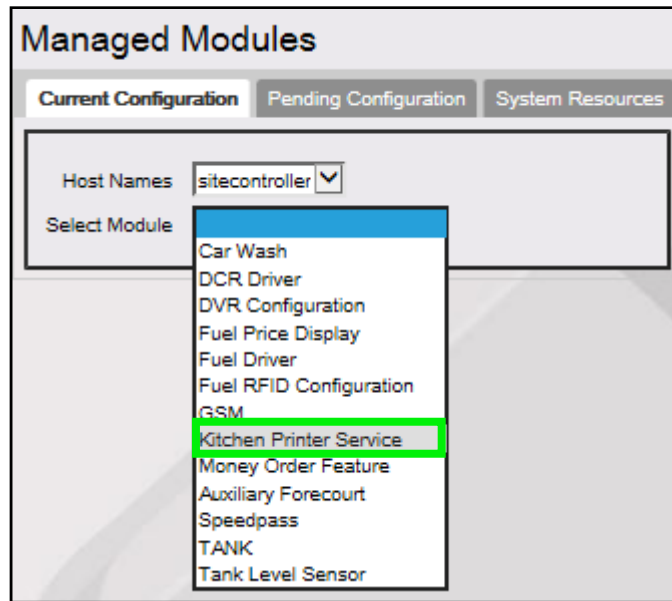 Managed Modules
Current Configuration Pending Configuration System Resources
Host Names sitecontroller
Select Module
Car Wash
DCR Driver
DVR Configuration
Fuel Price Display
Fuel Driver
Fuel RFID Configuration
GSM
Kitchen Printer Service
Money Order Feature
Auxiliary Forecourt
Speedpass
TANK
Tank Level Sensor